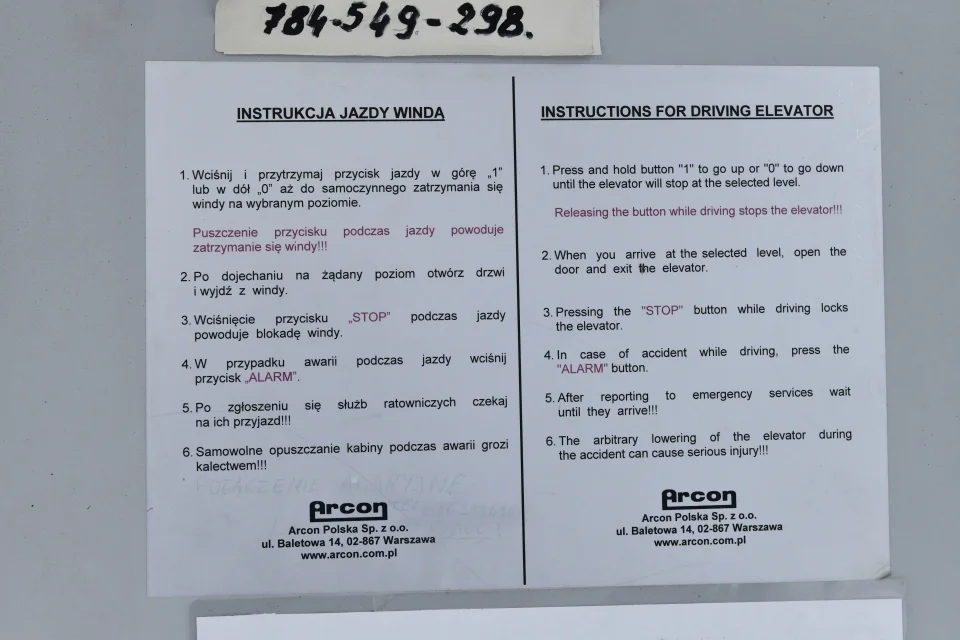 784-549-298.
INSTRUKCJA JAZDY WINDĄ
1. Wciśnij i przytrzymaj przycisk jazdy w górę „1”
lub w dół „0” aż do samoczynnego zatrzymania się
windy na wybranym poziomie.
Puszczenie przycisku podczas jazdy powoduje
zatrzymanie się windy!!!
2. Po dojechaniu na żądany poziom otwórz drzwi
i wyjdź z windy.
3. Wciśnięcie przycisku „STOP” podczas jazdy
powoduje blokadę windy.
4. W przypadku awarii podczas jazdy wciśnij
przycisk „ALARM”.
5. Po zgłoszeniu się służb ratowniczych czekaj
na ich przyjazd!!!
6. Samowolne opuszczanie kabiny podczas awarii grozi
kalectwem!!!
Arcon
Arcon Polska Sp. z o.o.
ul. Baletowa 14, 02-867 Warszawa
www.arcon.com.pl
INSTRUCTIONS FOR DRIVING ELEVATOR
1. Press and hold button "1" to go up or "0" to go down
until the elevator will stop at the selected level.
Releasing the button while driving stops the elevator!!!
2. When you arrive at the selected level, open the
door and exit the elevator.
3. Pressing the "STOP" button while driving locks
the elevator.
4. In case of accident while driving, press the
"ALARM" button.
5. After reporting to emergency services wait
until they arrive!!!
6. The arbitrary lowering of the elevator during
the accident can cause serious injury!!!
Arcon
Arcon Polska Sp. z o.o.
ul. Baletowa 14, 02-867 Warszawa
www.arcon.com.pl